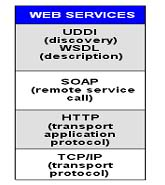 WEB SERVICES
UDDI
(discovery)
WSDL
(description)
SOAP
(remote service
call)
HTTP
(transport
application
protocol)
TCP/IP
(transport
protocol)